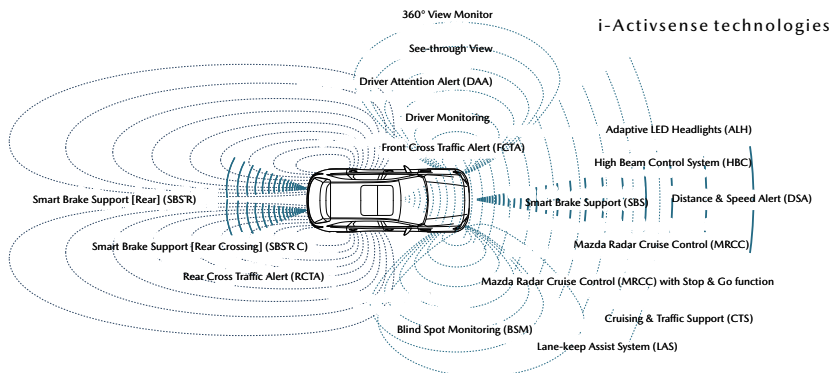 360° View Monitor
i-Activsense technologies
See-through View
Driver Attention Alert (DAA)
Driver Monitoring
Adaptive LED Headlights (ALH)
Front Cross Traffic Alert (FCTA)
High Beam Control System (HBC)
Smart Brake Support [Rear] (SBS'R)
Smart Brake Support (SBS)
Distance & Speed Alert (DSA)
Smart Brake Support [Rear Crossing] (SBS'R C)
Mazda Radar Cruise Control (MRCC)
Rear Cross Traffic Alert (RCTA)
Mazda Radar Cruise Control (MRCC) with Stop & Go function
Cruising & Traffic Support (CTS)
Blind Spot Monitoring (BSM)
Lane-keep Assist System (LAS)